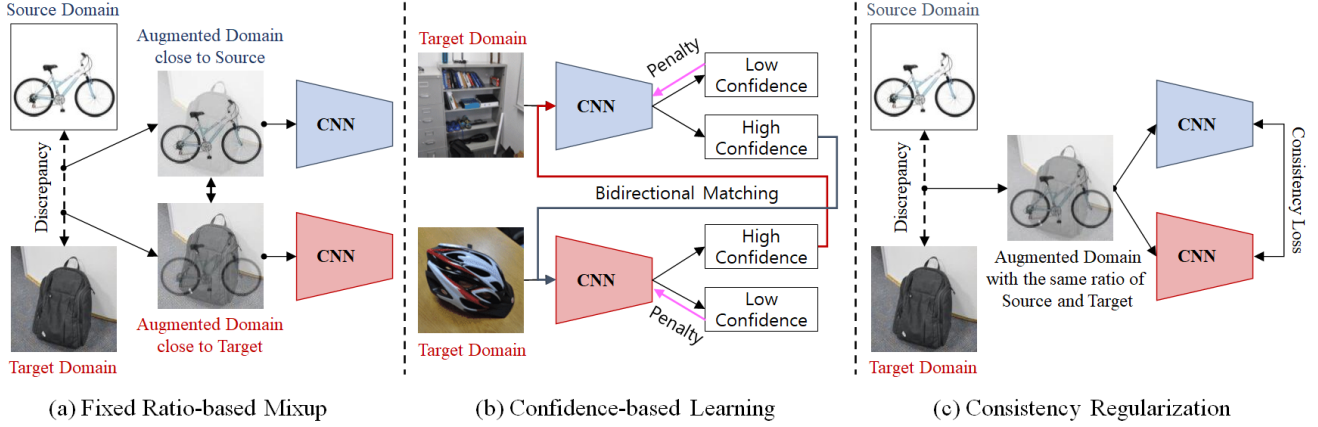 Source Domain
Augmented Domain
close to Source
CNN
Discrepancy
CNN
Augmented Domain
close to Target
Target Domain
(a) Fixed Ratio-based Mixup
Target Domain
CNN
Penalty
Low
Confidence
High
Confidence
Bidirectional Matching
CNN
High
Confidence
Penalty
Low
Confidence
Target Domain
(b) Confidence-based Learning
Source Domain
CNN
Discrepancy
Consistency Loss
CNN
Augmented Domain
with the same ratio of
Source and Target
Target Domain
(c) Consistency Regularization